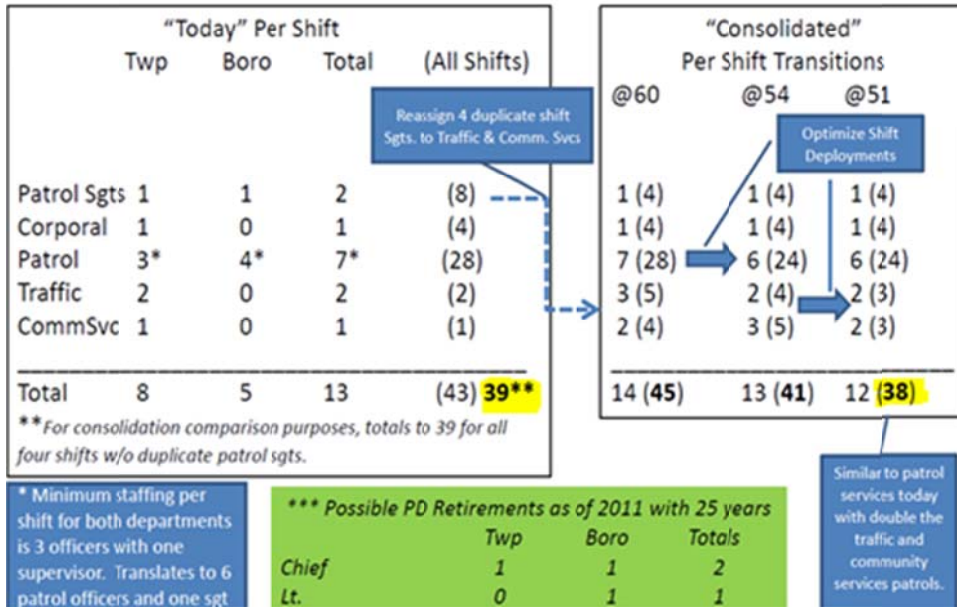 “Today” Per Shift
Twp Boro Total (All Shifts)
Reassign 4 duplicate shift
Sgts. to Traffic & Comm. Svcs
Patrol Sgts 1 1 2 (8)
Corporal 1 0 1 (4)
Patrol 3* 4* 7* (28)
Traffic 2 0 2 (2)
CommSvc 1 0 1 (1)
Total 8 5 13 (43) 39**
**For consolidation comparison purposes, totals to 39 for all
four shifts w/o duplicate patrol sgts.
“Consolidated”
Per Shift Transitions
@60 @54 @51
Optimize Shift
Deployments
1 (4) 1 (4) 1 (4)
1 (4) 1 (4) 1 (4)
7 (28) 6 (24) 6 (24)
3 (5) 2 (4) 2 (3)
2 (4) 3 (5) 2 (3)
14 (45) 13 (41) 12 (38)
* Minimum staffing per
shift for both departments
is 3 officers with one
supervisor. Translates to 6
patrol officers and one sgt
*** Possible PD Retirements as of 2011 with 25 years
Twp Boro Totals
Chief 1 1 2
Lt. 0 1 1
Similar to patrol
services today
with double the
traffic and
community
services patrols.